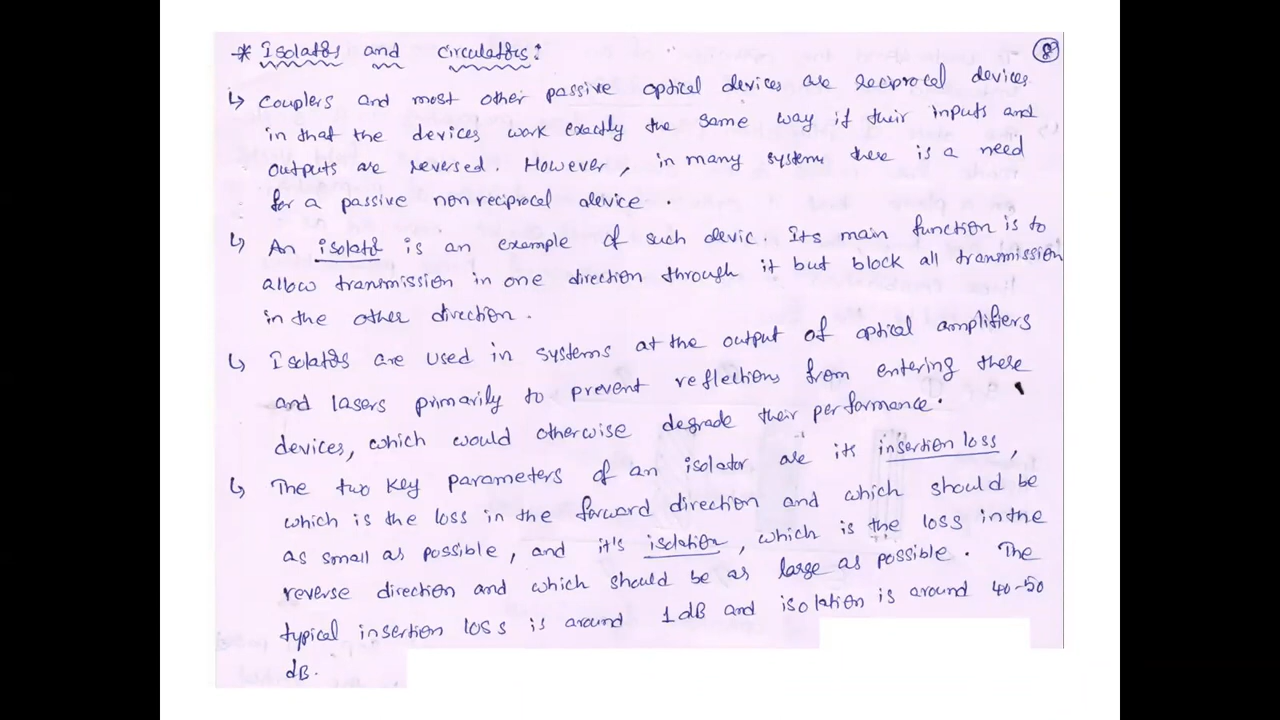 * Isolators and circulators:
8
↳ couplers and most other passive optical devices are reciprocal devices
in that the devices work exactly the same way if their inputs and
outputs are reversed. However, in many systems there is a need
for a passive nonreciprocal device.
↳ An isolator is an example of such devic. Its main function is to
allow transmission in one direction through it but block all transmission
in the other direction.
↳ Isolators are used in systems at the output of optical amplifiers
and lasers primarily to prevent reflections from entering these
devices, which would otherwise degrade their performance.
↳ The two key parameters of an isolator are its insertion loss,
which is the loss in the forward direction and which should be
as small as possible, and it's isolation, which is the loss in the
reverse direction and which should be as large as possible. The
typical insertion loss is around 1 dB and isolation is around 40-50
dB.